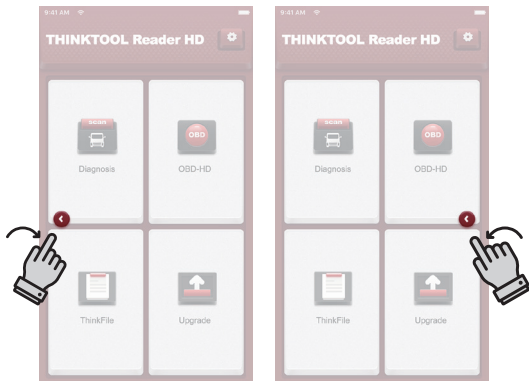 9:41 AM
THINKTOOL Reader HD
SCAN
Diagnosis
OBD
OBD-HD
ThinkFile
Upgrade
9:41 AM
THINKTOOL Reader HD
SCAN
Diagnosis
OBD
OBD-HD
ThinkFile
Upgrade